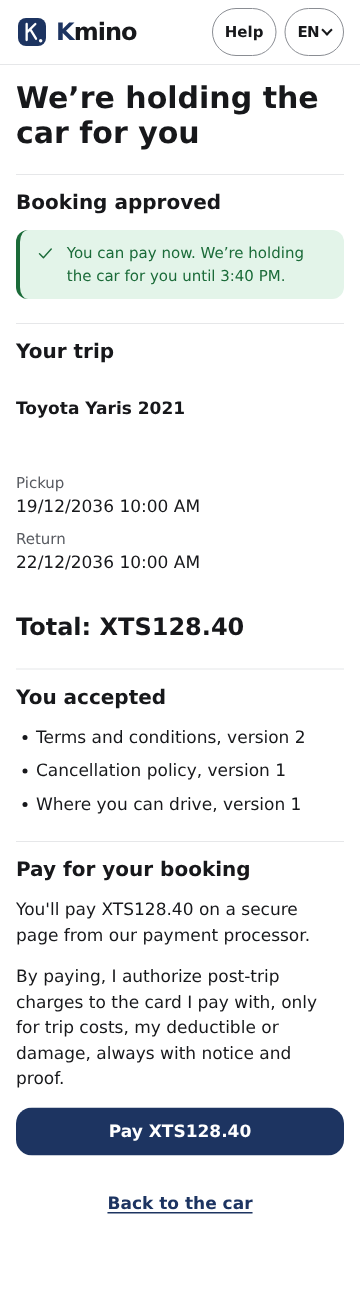 Kmino
Help
EN
We’re holding the
car for you
Booking approved
You can pay now. We’re holding
the car for you until 3:40 PM.
Your trip
Toyota Yaris 2021
Pickup
19/12/2036 10:00 AM
Return
22/12/2036 10:00 AM
Total: XTS128.40
You accepted
• Terms and conditions, version 2
• Cancellation policy, version 1
• Where you can drive, version 1
Pay for your booking
You'll pay XTS128.40 on a secure
page from our payment processor.
By paying, I authorize post-trip
charges to the card I pay with, only
for trip costs, my deductible or
damage, always with notice and
proof.
Pay XTS128.40
Back to the car